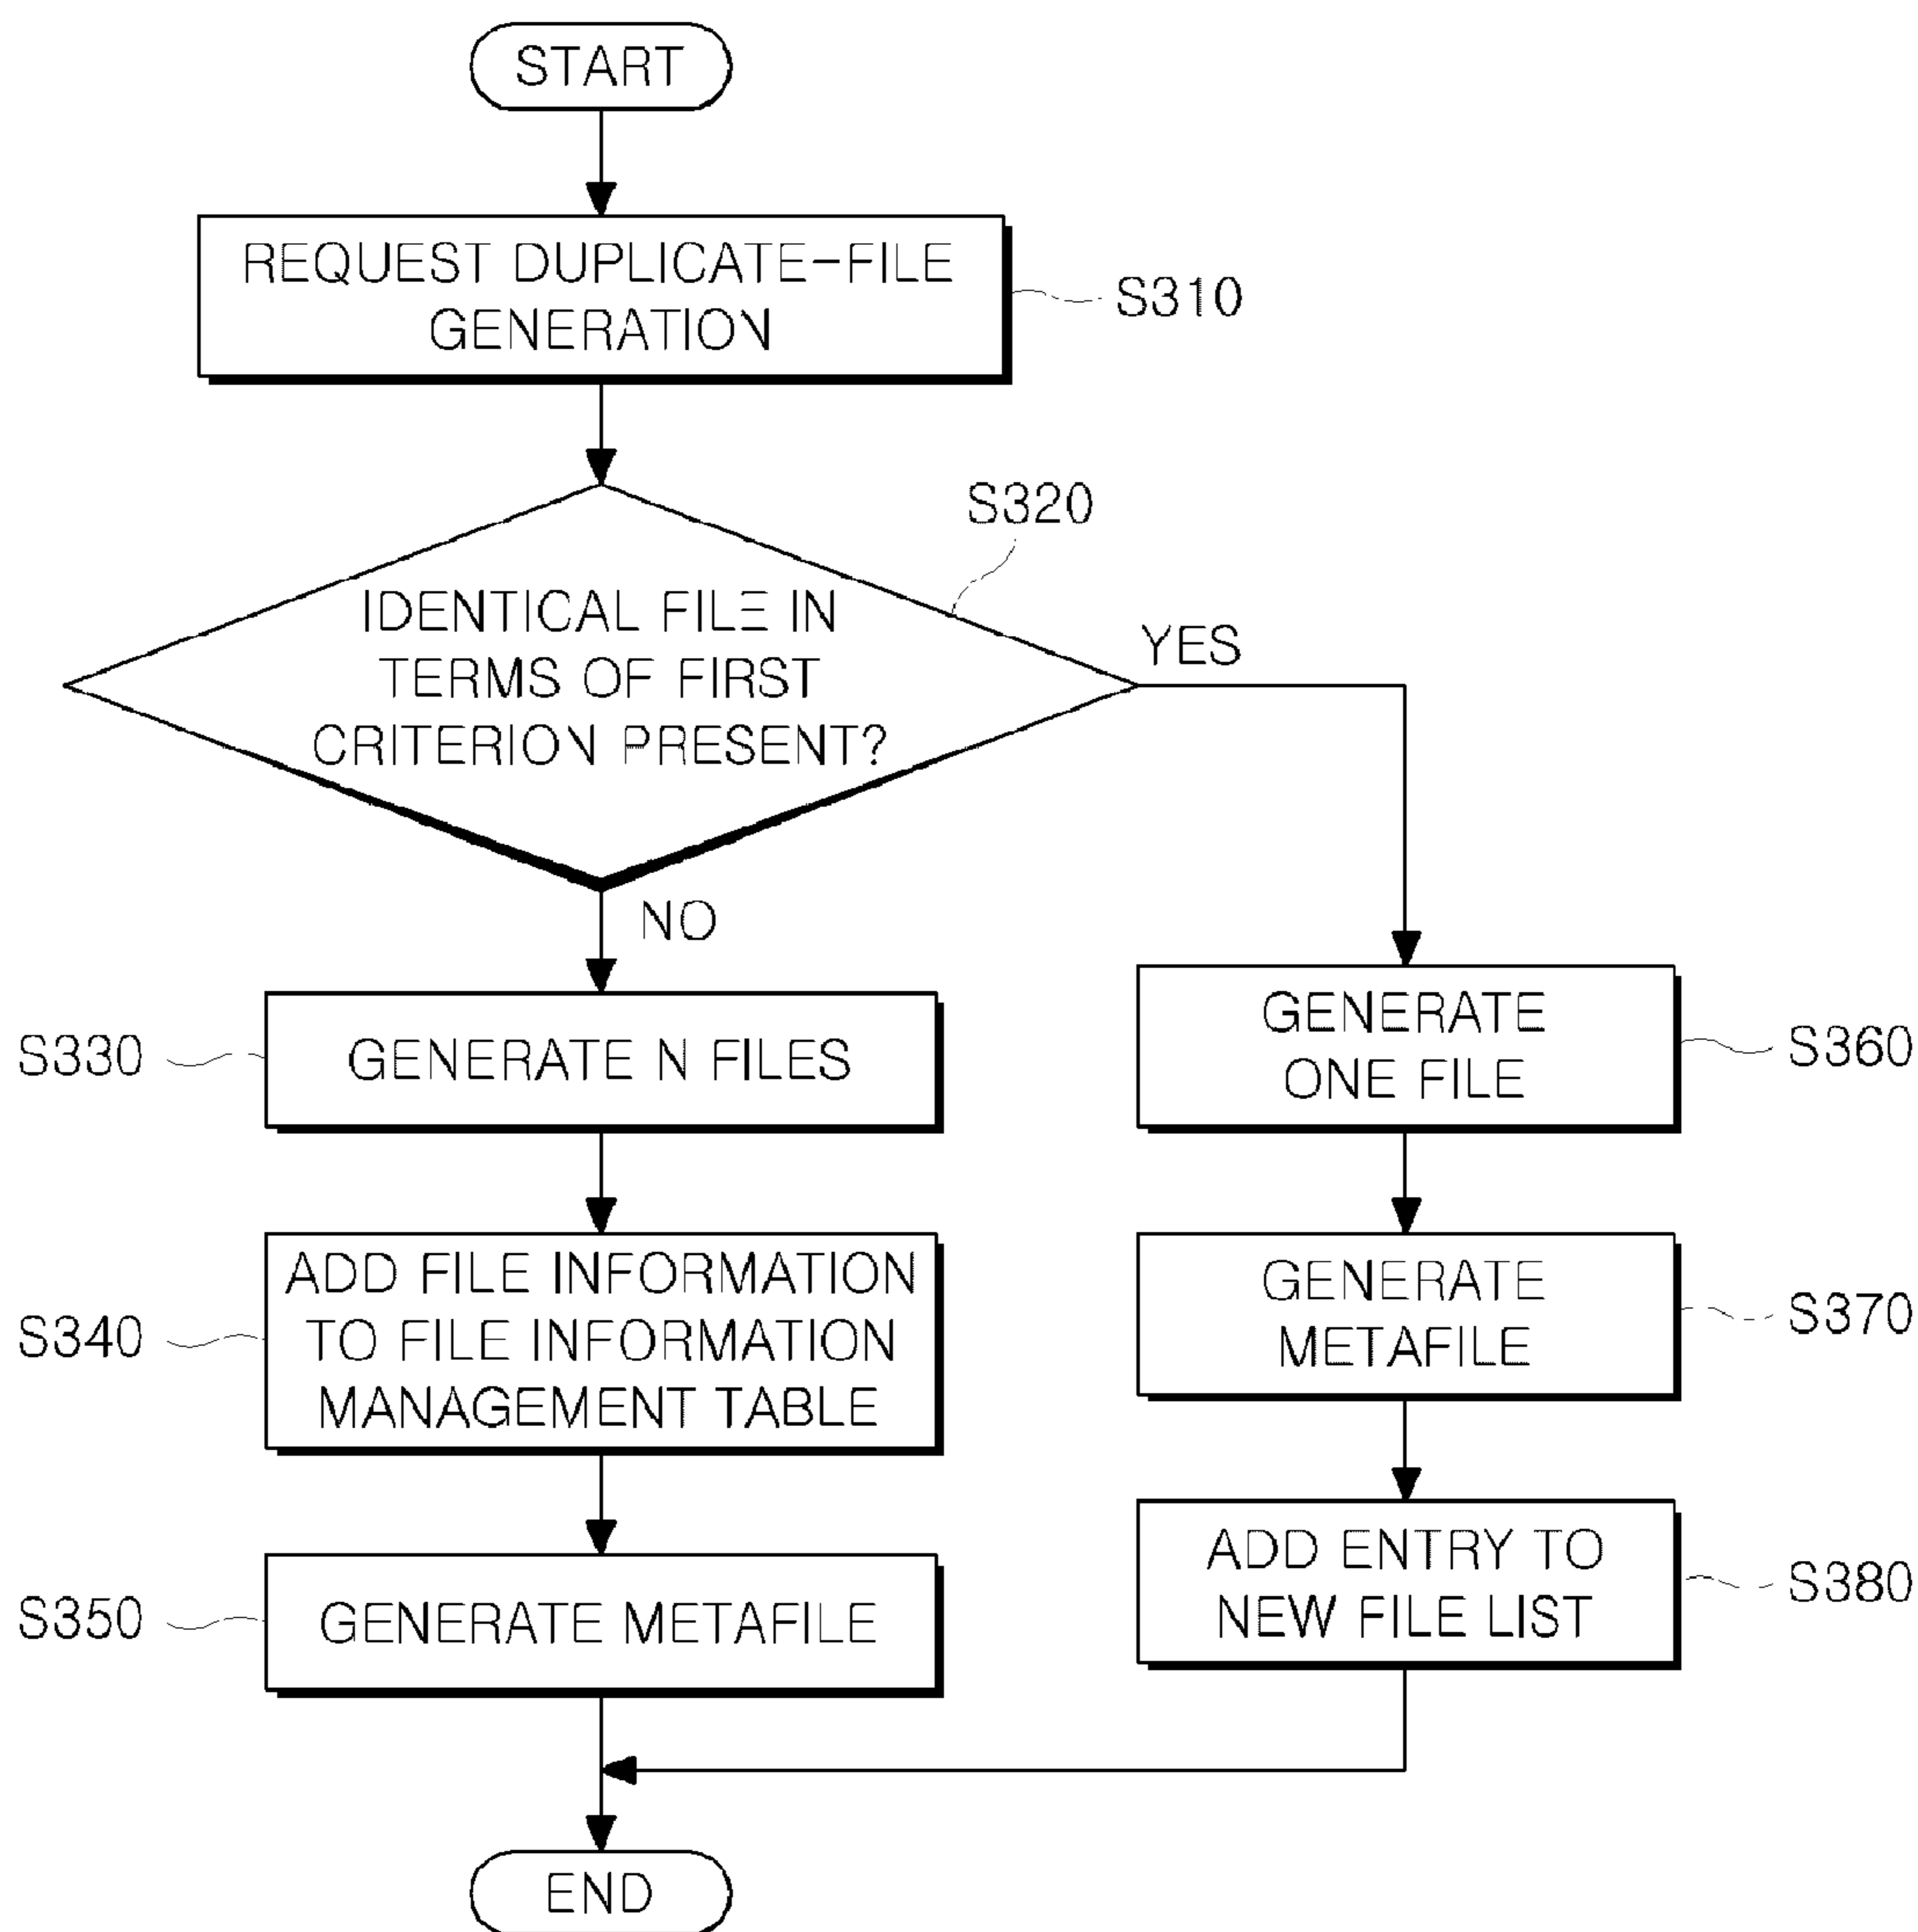 START
REQUEST DUPLICATE-FILE
GENERATION
S310
S320
IDENTICAL FILE IN
TERMS OF FIRST
CRITERION PRESENT?
YES
NO
S330
GENERATE N FILES
S340
ADD FILE INFORMATION
TO FILE INFORMATION
MANAGEMENT TABLE
S350
GENERATE METAFILE
GENERATE
ONE FILE
S360
GENERATE
METAFILE
S370
ADD ENTRY TO
NEW FILE LIST
S380
END